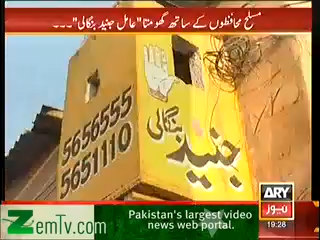 مسلح محافظوں کے ساتھ گھومتا "عامل جنید بنگالی"۔۔۔
5656555
5651110
جنید بنگالی
ARY
نیوز
19:28
ZemTv.com
Pakistan's largest video
news web portal.